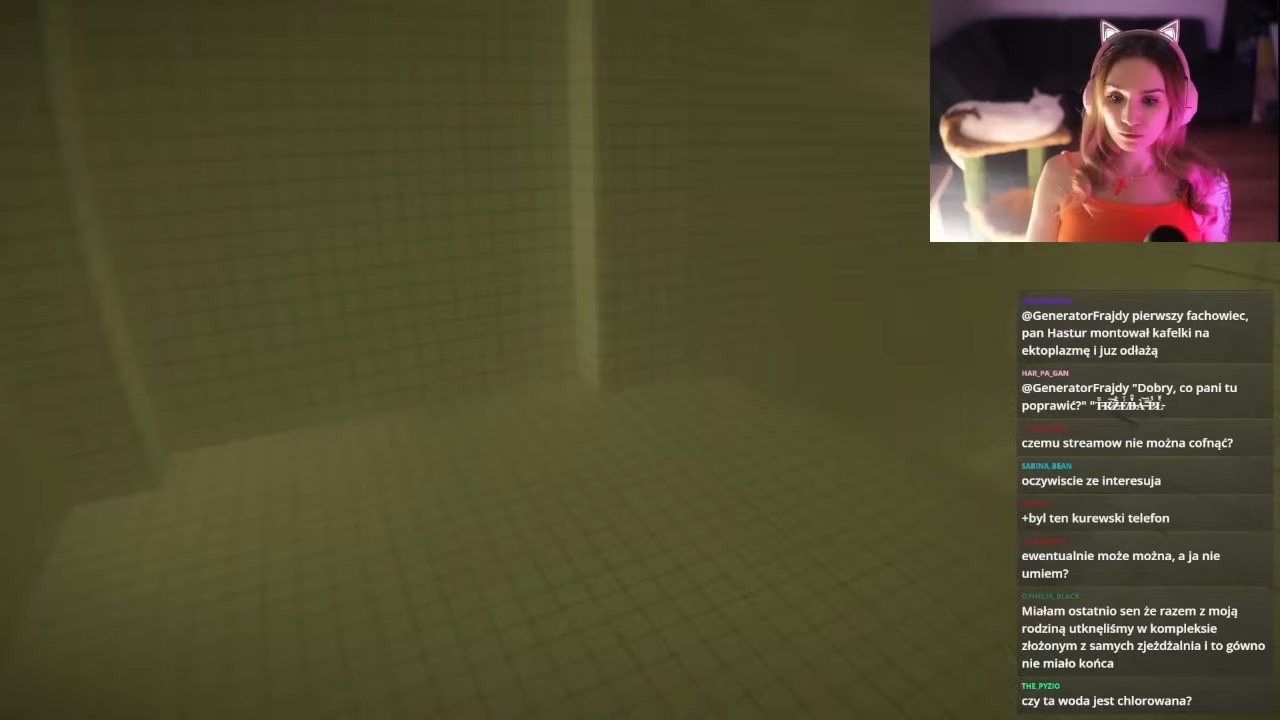 @GeneratorFrajdy pierwszy fachowiec,
pan Hastur montował kafelki na
ektoplazmę i juz odłażą
HAR_PA_GAN
@GeneratorFrajdy "Dobry, co pani tu
poprawić?" "TRZEBA PŁ-
czemu streamow nie można cofnąć?
SABINA_BEAN
oczywiscie ze interesuja
+byl ten kurewski telefon
ewentualnie może można, a ja nie
umiem?
OPHELIA_BLACK
Miałam ostatnio sen że razem z moją
rodziną utknęliśmy w kompleksie
złożonym z samych zjeżdżalnia i to gówno
nie miało końca
THE_PYZIO
czy ta woda jest chlorowana?